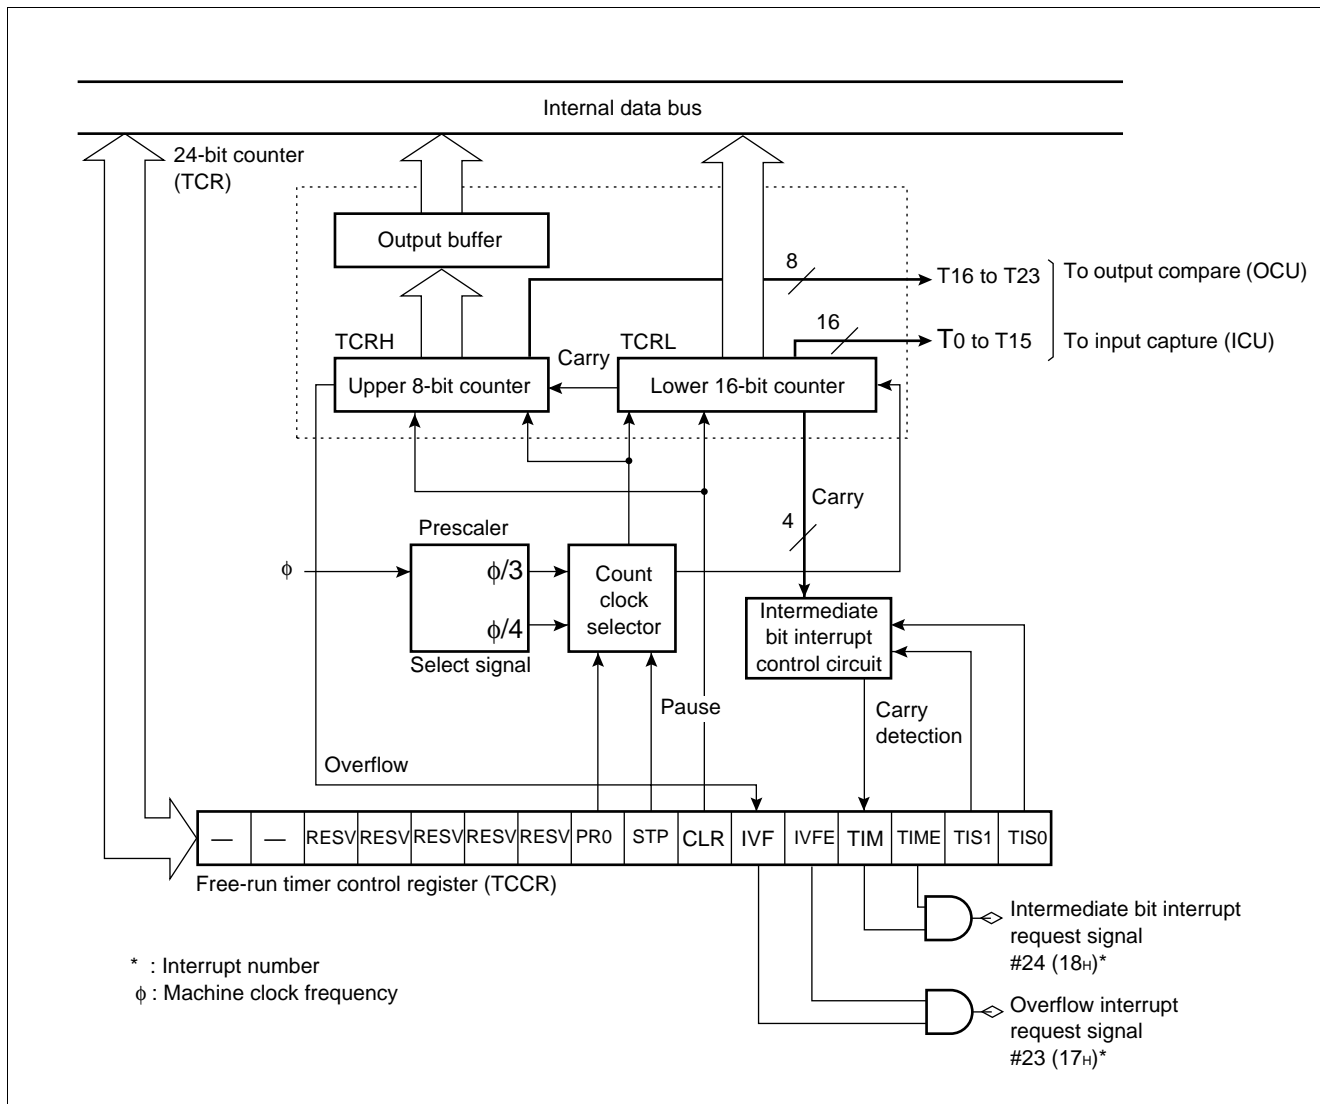 Internal data bus
24-bit counter
(TCR)
Output buffer
8
T16 to T23
To output compare (OCU)
16
T0 to T15
To input capture (ICU)
TCRH
TCRL
Carry
Upper 8-bit counter
Lower 16-bit counter
Carry
4
Prescaler
ϕ
ϕ/3
ϕ/4
Select signal
Count
clock
selector
Intermediate
bit interrupt
control circuit
Pause
Carry
detection
Overflow
— — RESV RESV RESV RESV RESV PR0 STP CLR IVF IVFE TIM TIME TIS1 TIS0
Free-run timer control register (TCCR)
Intermediate bit interrupt
request signal
#24 (18H)*
* : Interrupt number
ϕ : Machine clock frequency
Overflow interrupt
request signal
#23 (17H)*